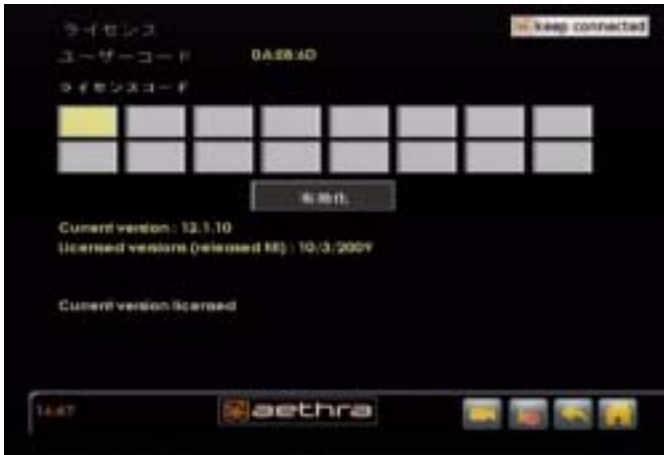 ライセンス
keep connected
ユーザーコード
ライセンスコード
有効化
Current version : 12.1.10
Licensed versions (released till) : 10/3/2009
Current version licensed
aethra